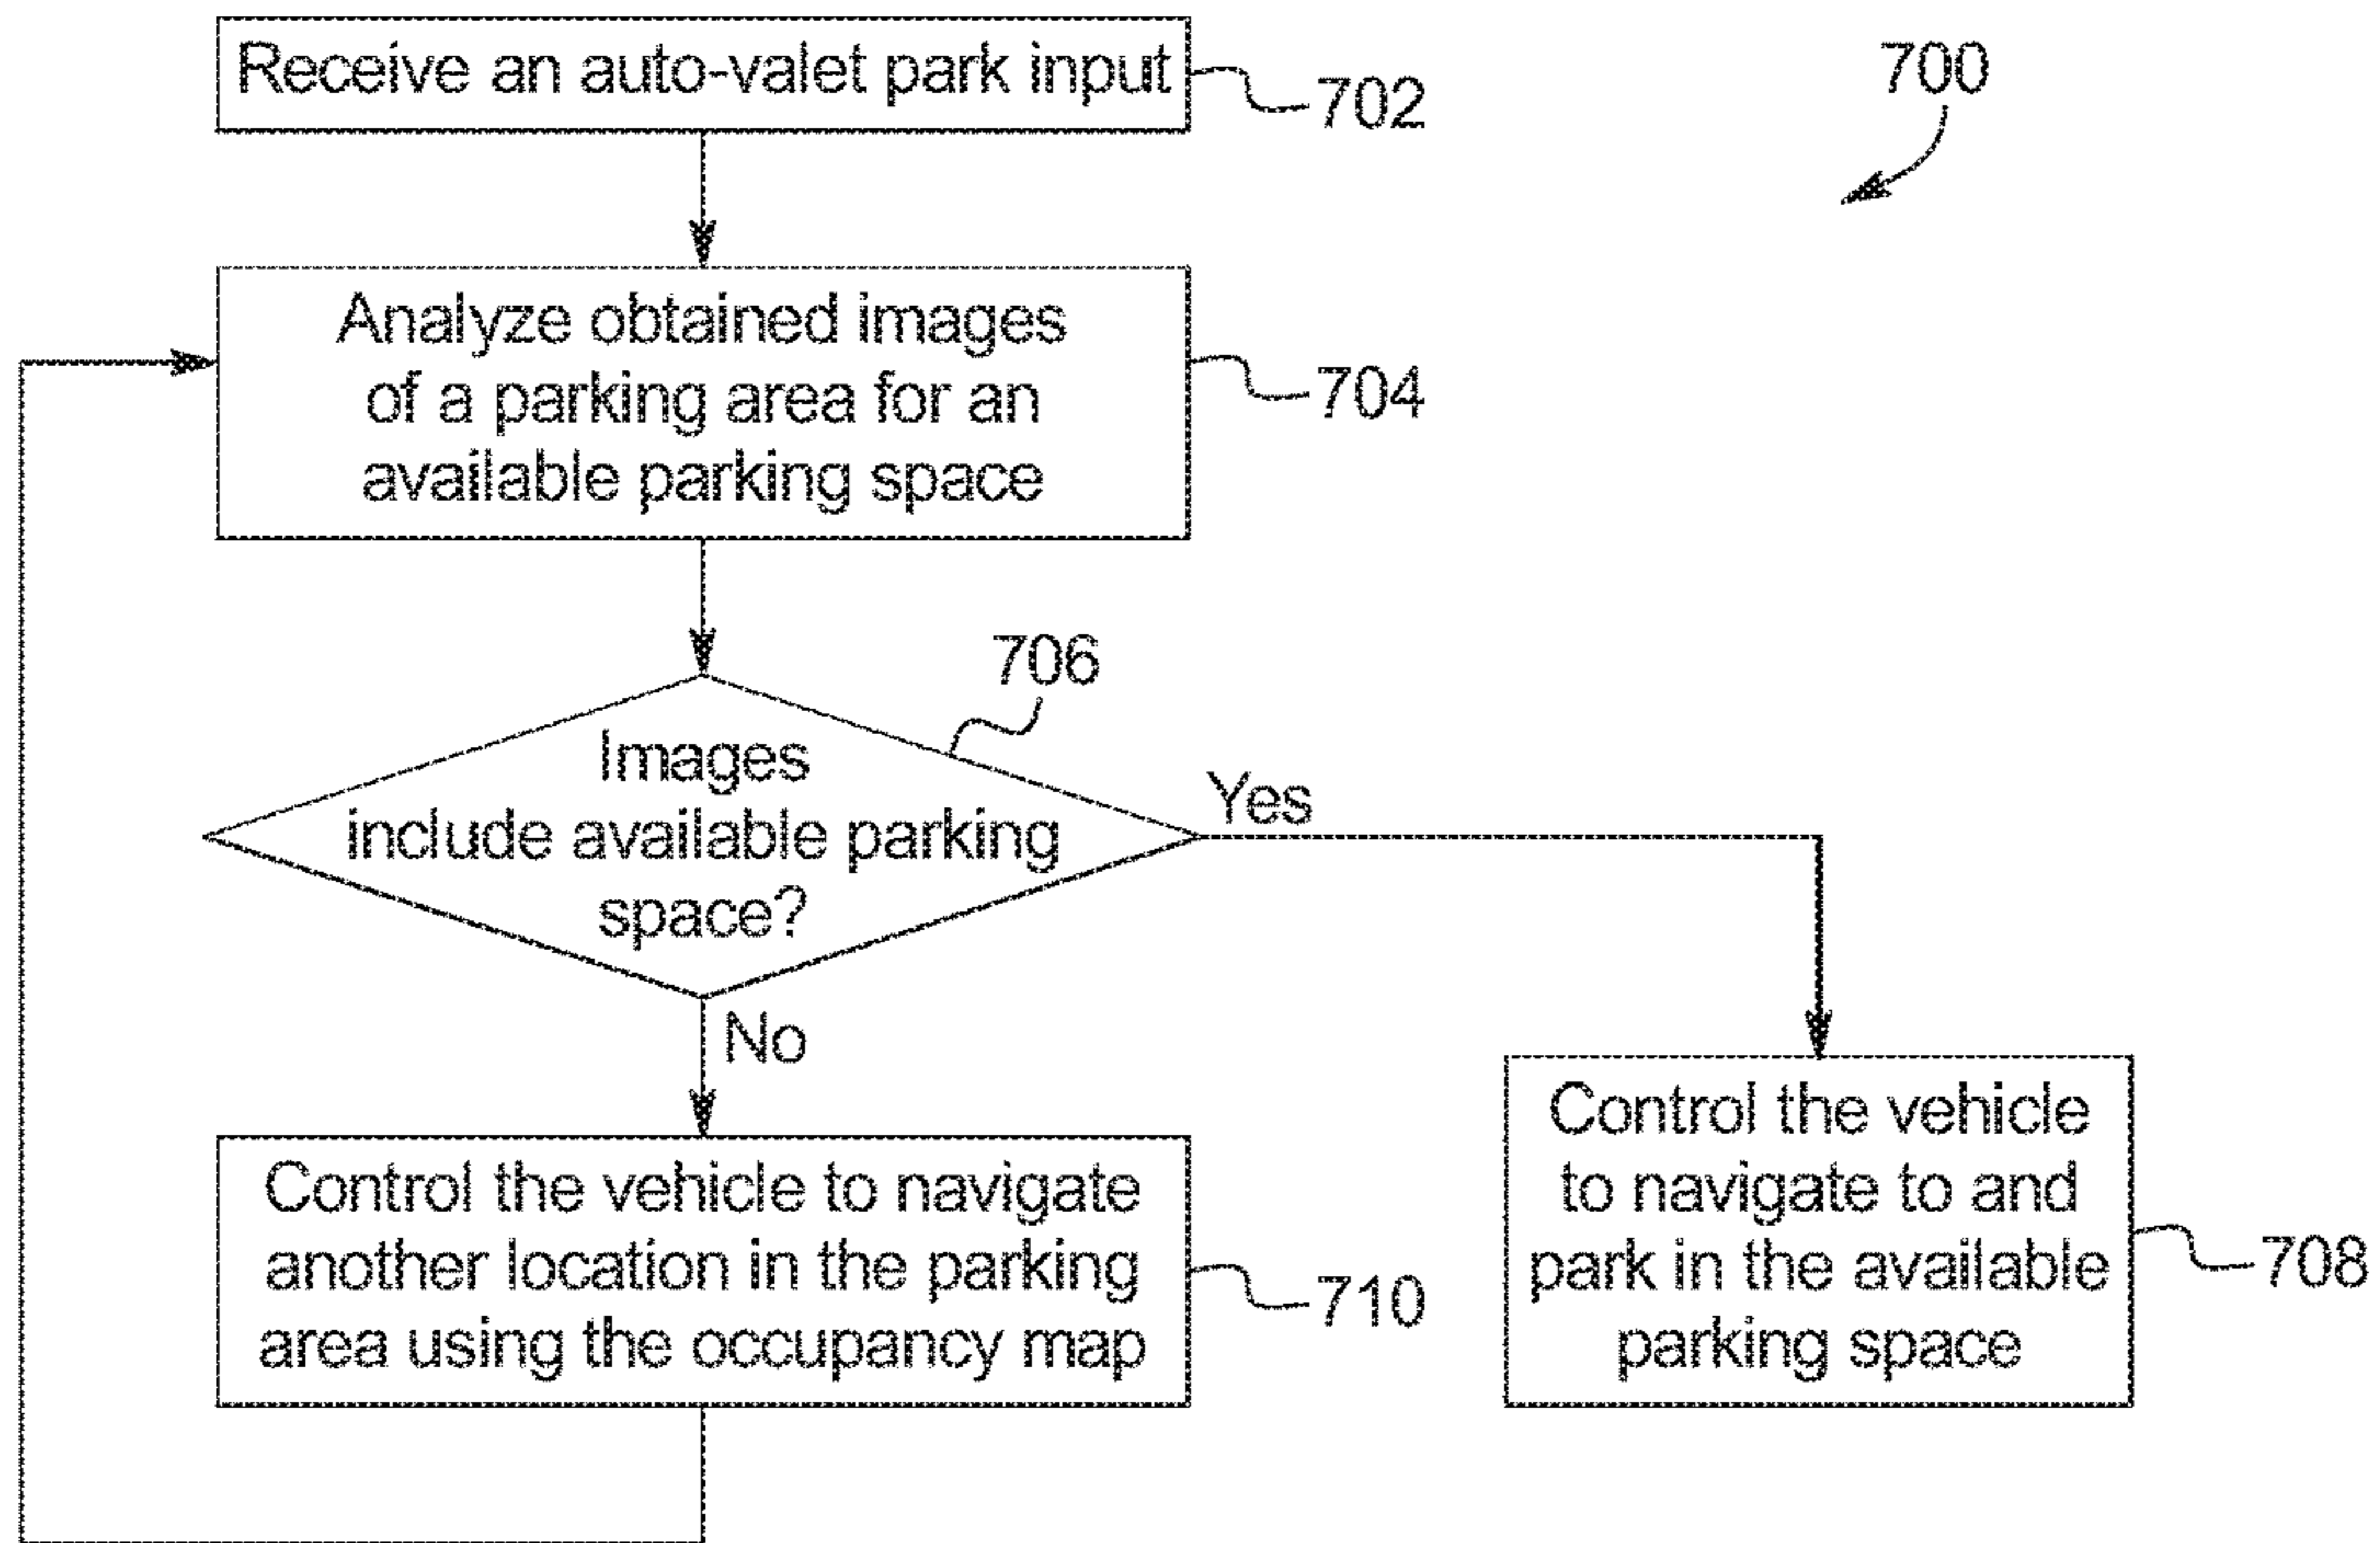 Receive an auto-valet park input
702
700
Analyze obtained images
of a parking area for an
available parking space
704
706
Images
include available parking
space?
Yes
No
Control the vehicle to navigate
another location in the parking
area using the occupancy map
710
Control the vehicle
to navigate to and
park in the available
parking space
708